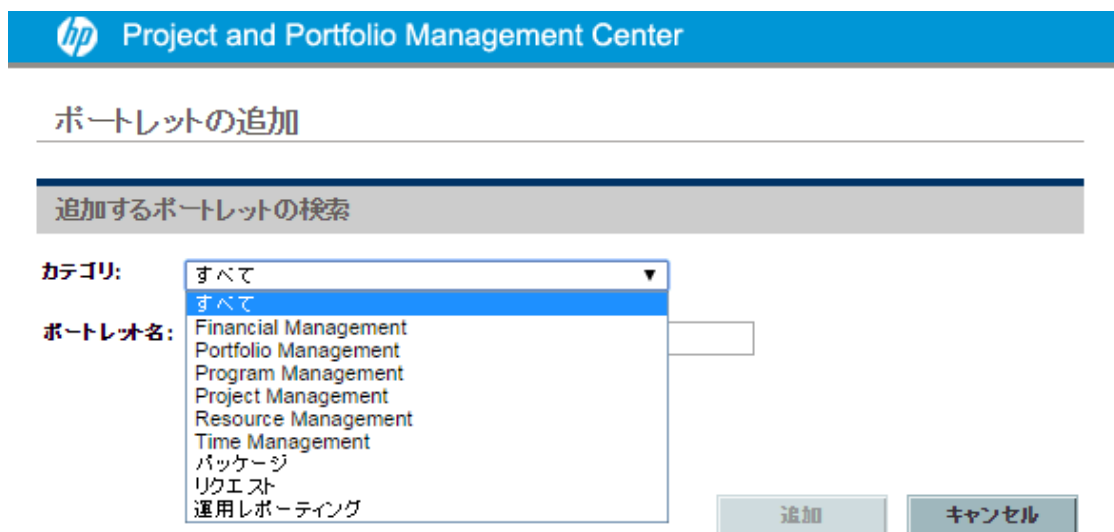 hp Project and Portfolio Management Center
ポートレットの追加
追加するポートレットの検索
カテゴリ: すべて
すべて
Financial Management
ポートレット名:
Portfolio Management
Program Management
Project Management
Resource Management
Time Management
パッケージ
リクエスト
運用レポーティング
追加 キャンセル